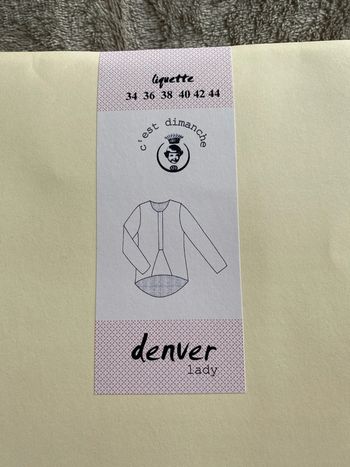 liquette
34 36 38 40 42 44
c'est dimanche
denver
lady